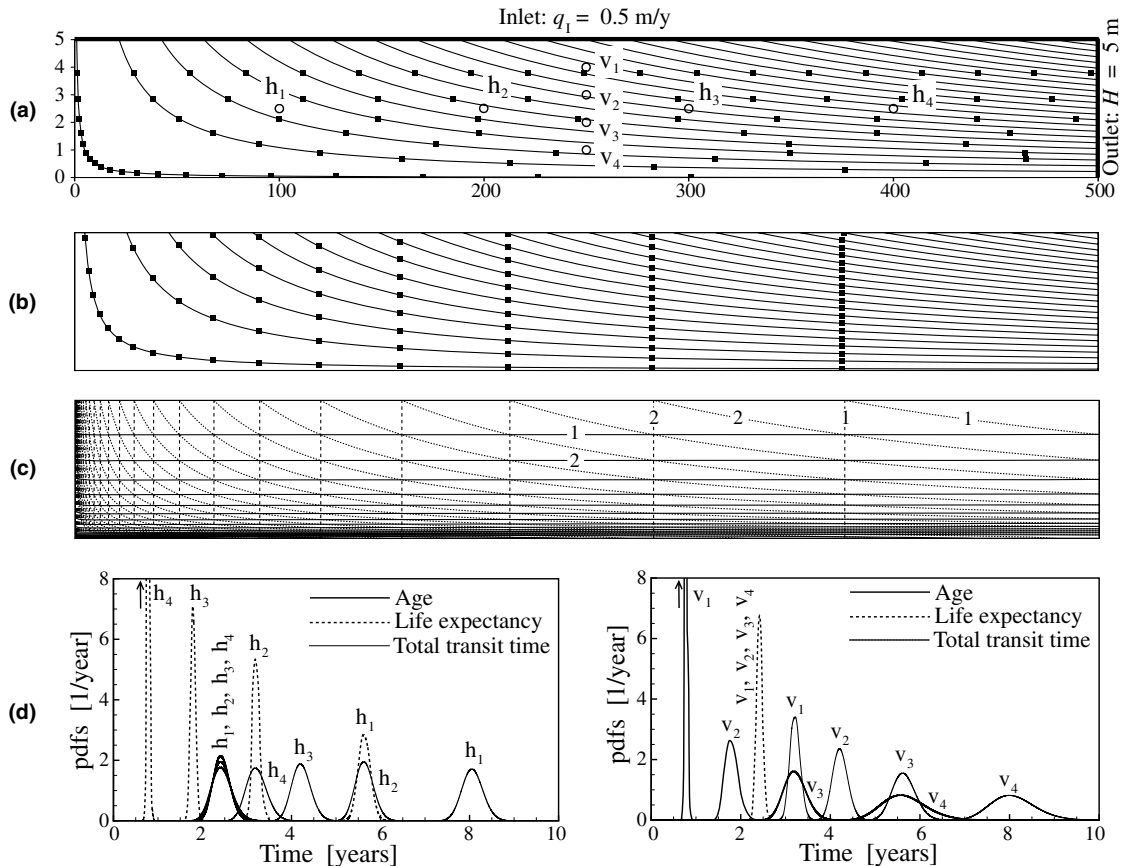 Inlet: qI = 0.5 m/y
(a)
5
4
3
2
1
0
h1
h2
h3
h4
v1
v2
v3
v4
0 100 200 300 400 500
Outlet: H = 5 m
(b)
(c)
1
2
2
2
1
1
(d)
pdfs [1/year]
8
6
4
2
0
h4
h3
h1, h2, h3, h4
h2
h4
h3
h1
h2
h1
Age
Life expectancy
Total transit time
0 2 4 6 8 10
Time [years]
pdfs [1/year]
8
6
4
2
0
v1
v2
v1, v2, v3, v4
v1
v3
v2
v3
v4
v4
Age
Life expectancy
Total transit time
0 2 4 6 8 10
Time [years]